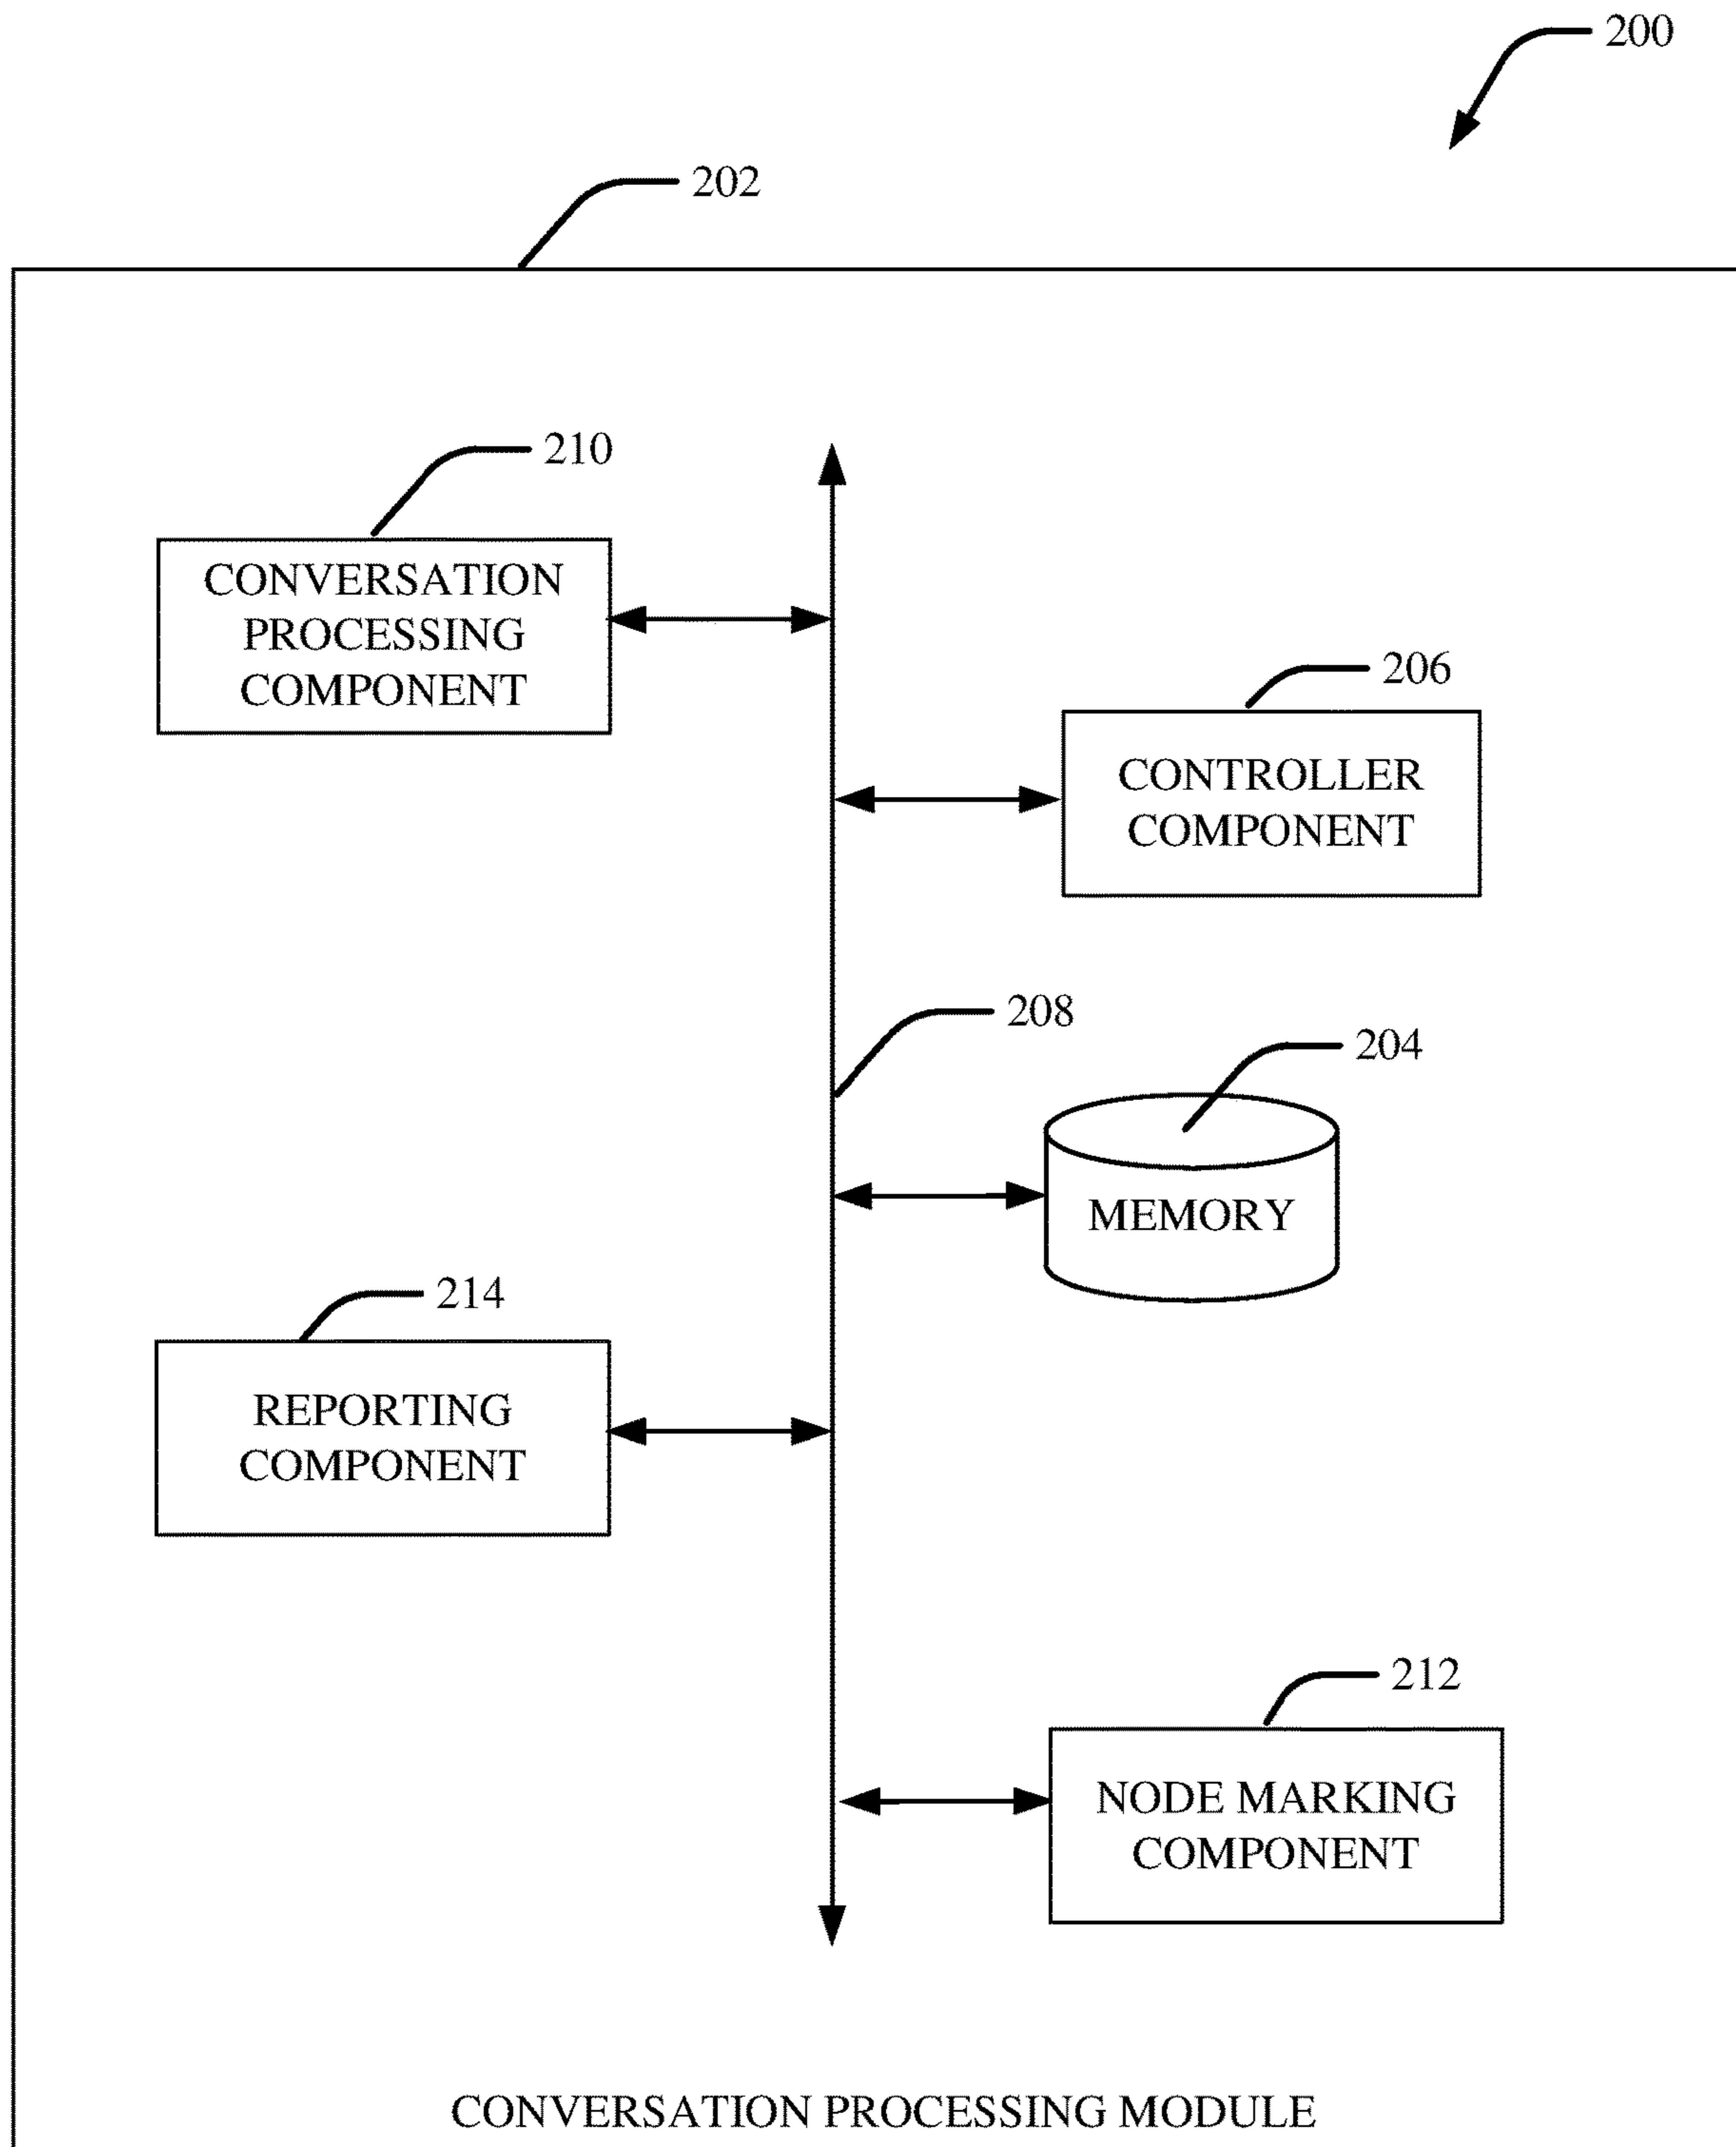 200
202
210
CONVERSATION
PROCESSING
COMPONENT
206
CONTROLLER
COMPONENT
208
204
MEMORY
214
REPORTING
COMPONENT
212
NODE MARKING
COMPONENT
CONVERSATION PROCESSING MODULE